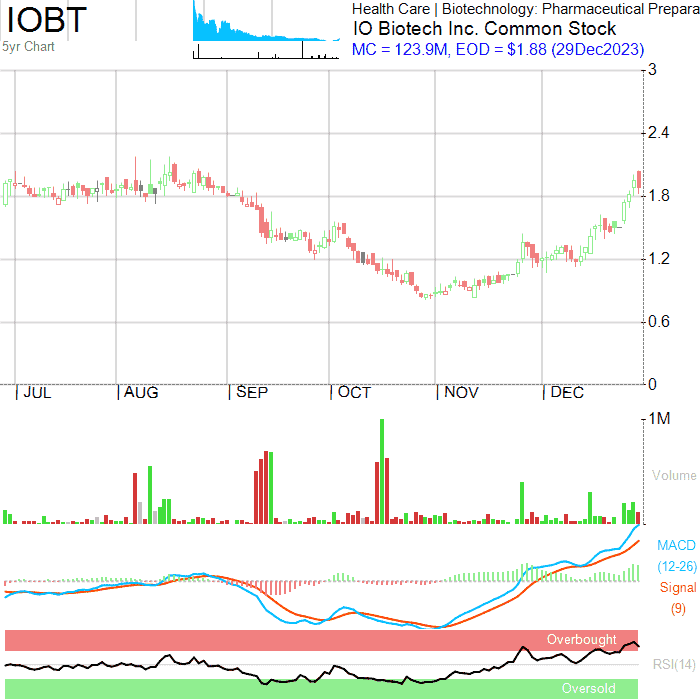 IOBT
5yr Chart
Health Care | Biotechnology: Pharmaceutical Prepara
IO Biotech Inc. Common Stock
MC = 123.9M, EOD = $1.88 (29Dec2023)
3
2.4
1.8
1.2
0.6
0
JUL AUG SEP OCT NOV DEC
1M
Volume
MACD
(12-26)
Signal
(9)
Overbought
RSI(14)
Oversold